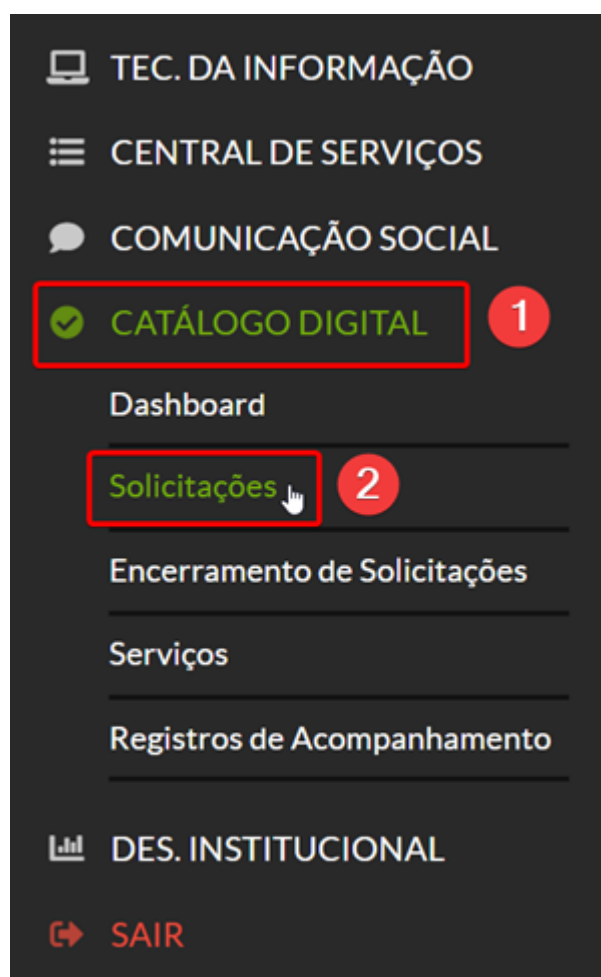 TEC. DA INFORMAÇÃO
CENTRAL DE SERVIÇOS
COMUNICAÇÃO SOCIAL
CATÁLOGO DIGITAL 1
Dashboard
Solicitações 2
Encerramento de Solicitações
Serviços
Registros de Acompanhamento
DES. INSTITUCIONAL
SAIR